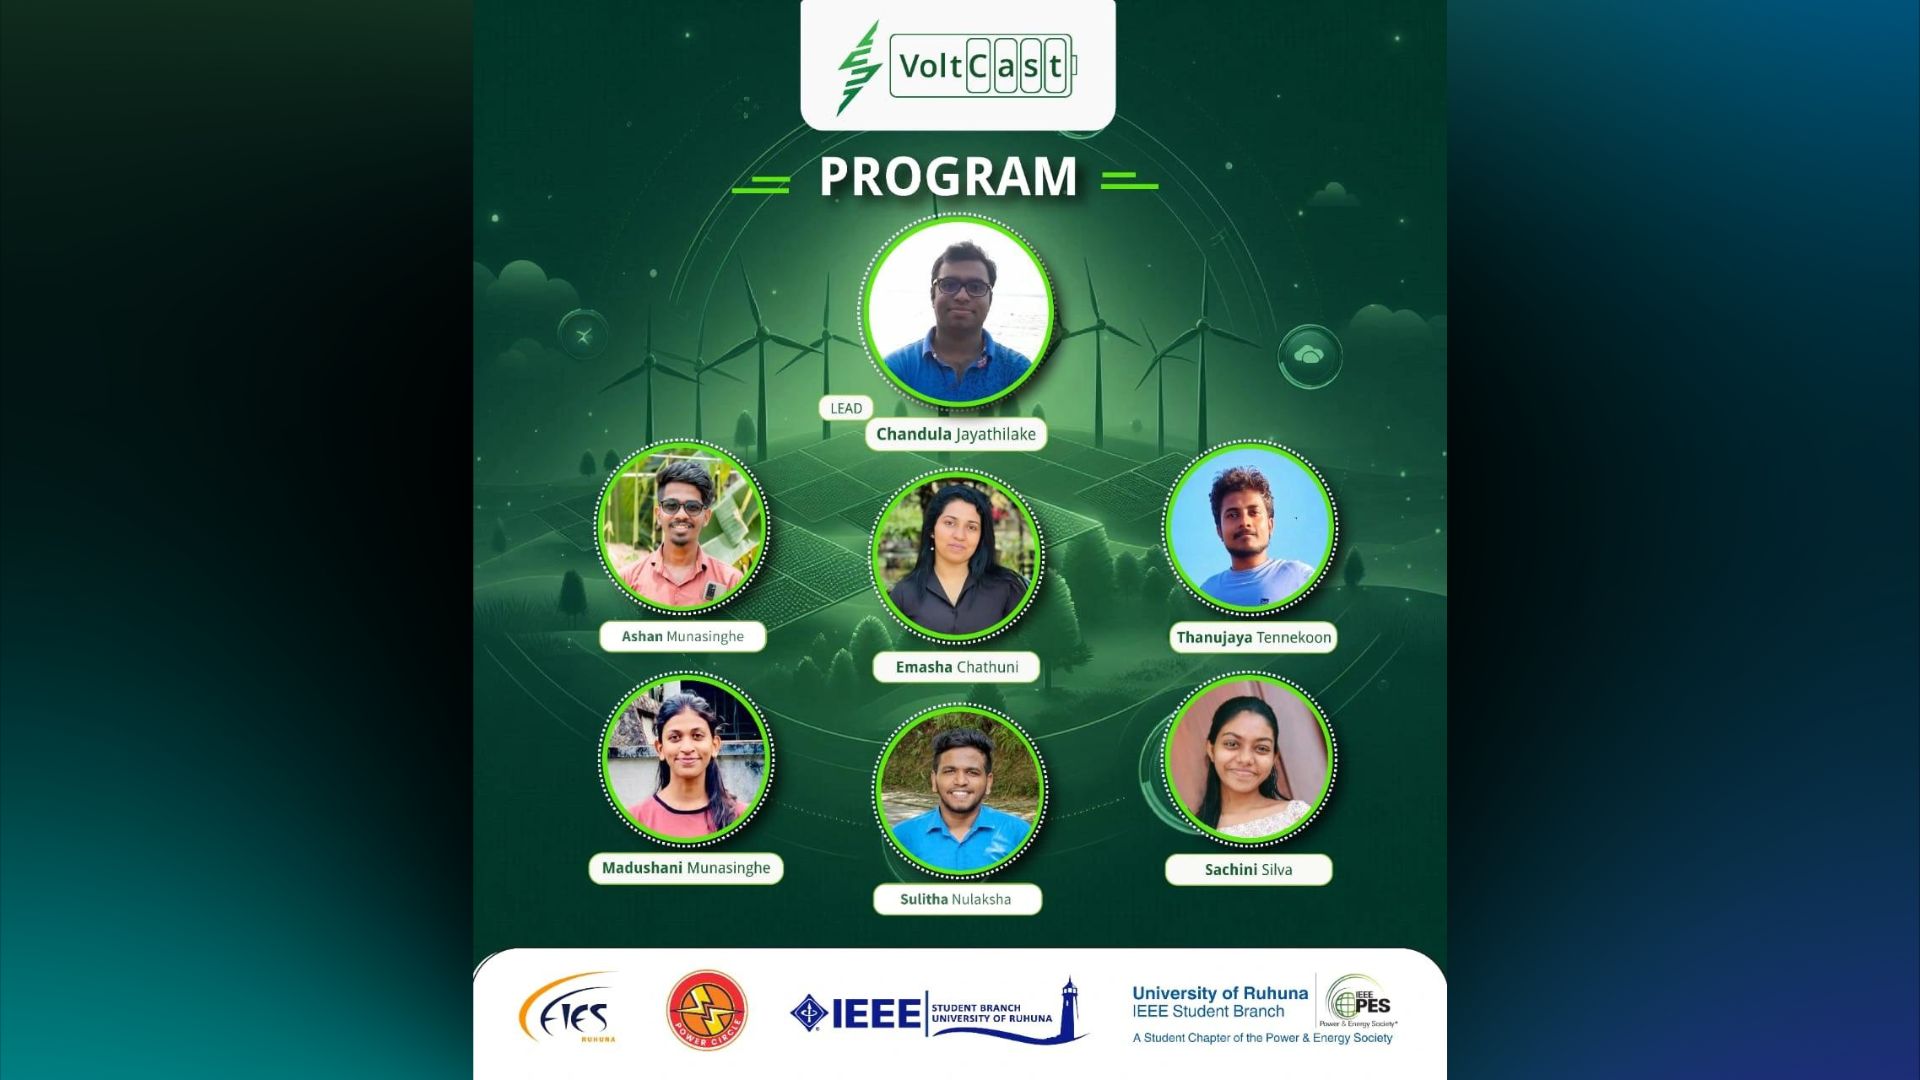 VoltCast
PROGRAM
LEAD
Chandula Jayathilake
Ashan Munasinghe
Emasha Chathuni
Thanujaya Tennekoon
Madushani Munasinghe
Sulitha Nulaksha
Sachini Silva
EIES
RUHUNA
POWER CIRCLE
IEEE
STUDENT BRANCH
UNIVERSITY OF RUHUNA
University of Ruhuna
IEEE Student Branch
IEEE
PES
Power & Energy Society®
A Student Chapter of the Power & Energy Society